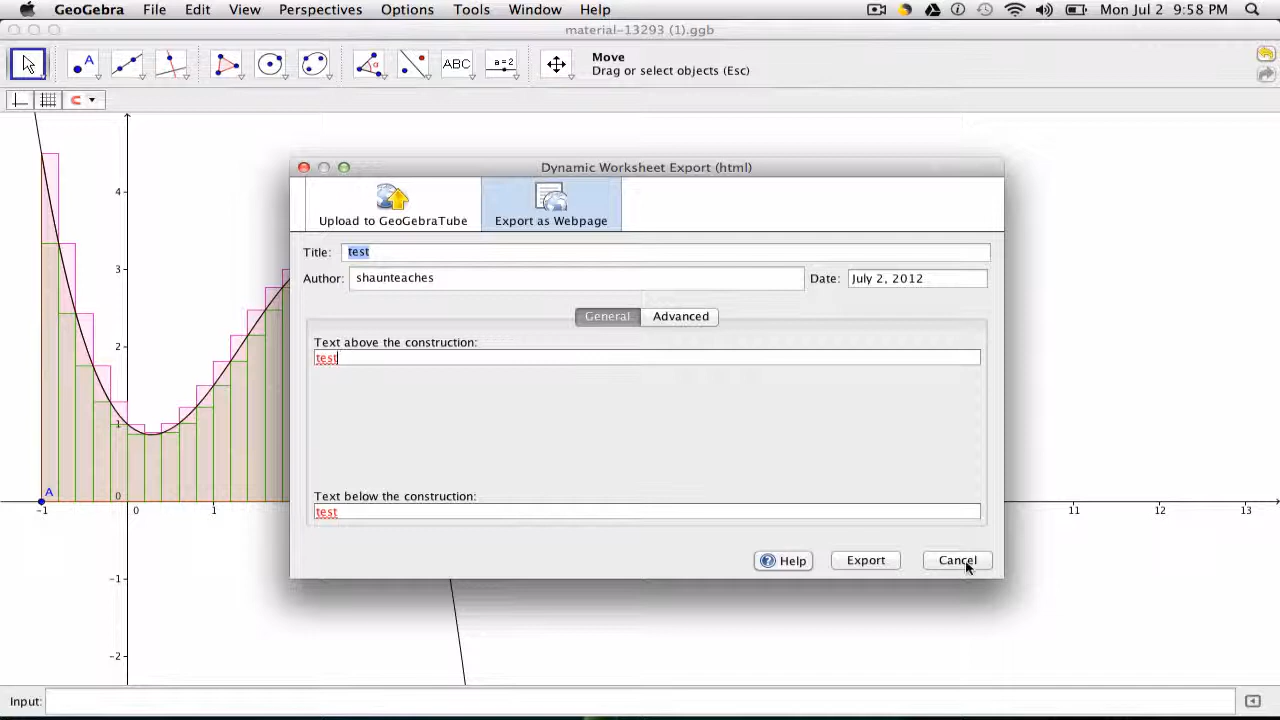 GeoGebra File Edit View Perspectives Options Tools Window Help Mon Jul 2 9:58 PM
material-13293 (1).ggb
A ABC a=2 Move
Drag or select objects (Esc)
Dynamic Worksheet Export (html)
Upload to GeoGebraTube Export as Webpage
Title: test
Author: shaunteaches Date: July 2, 2012
General Advanced
Text above the construction:
test
Text below the construction:
test
Help Export Cancel
4
3
2
1
0
A
-1 0 1 11 12 13
-1
-2
Input: